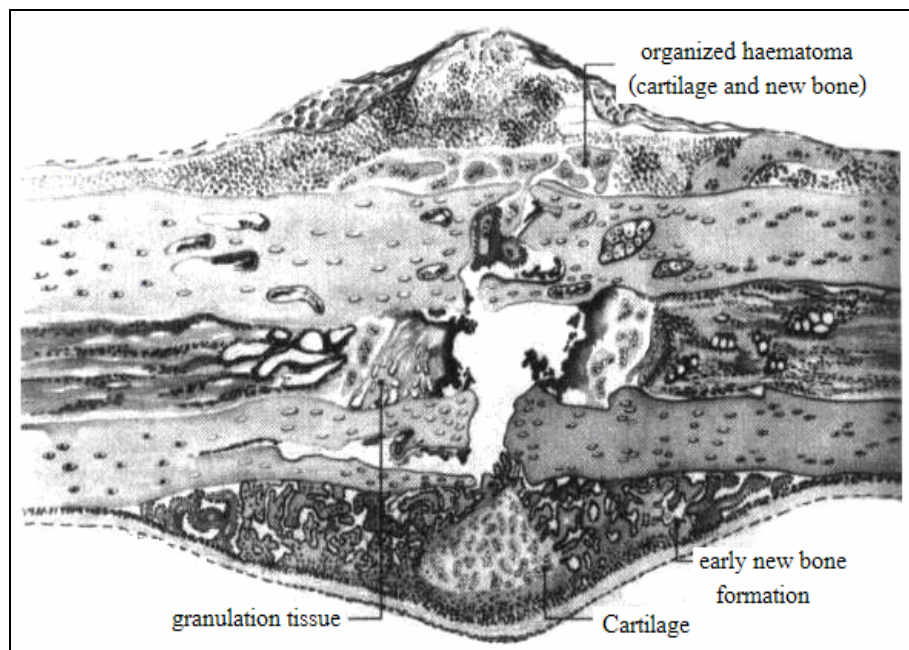 organized haematoma
(cartilage and new bone)
early new bone
formation
granulation tissue
Cartilage